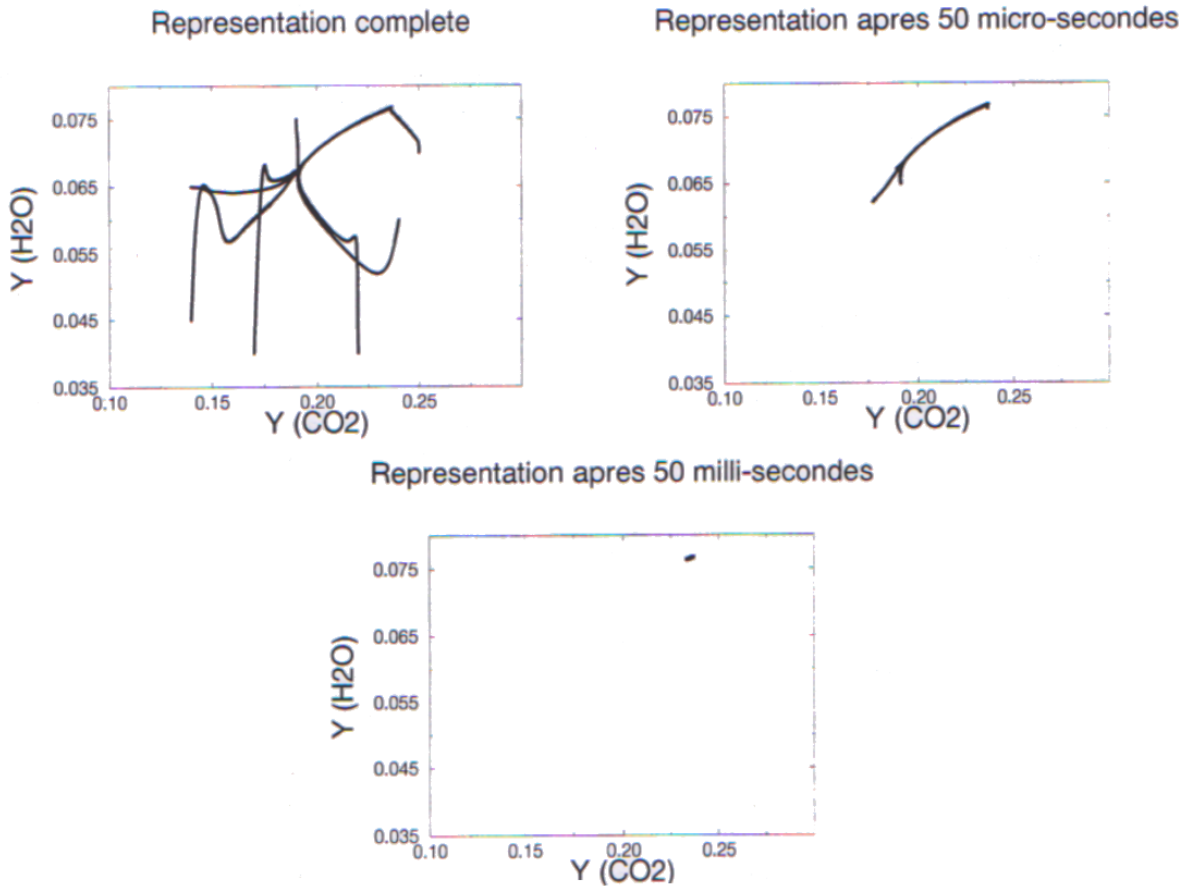 Representation complete
0.075
0.065
0.055
0.045
0.035
Y (H2O)
0.10 0.15 0.20 0.25
Y (CO2)
Representation apres 50 micro-secondes
0.075
0.065
0.055
0.045
0.035
Y (H2O)
0.10 0.15 0.20 0.25
Y (CO2)
Representation apres 50 milli-secondes
0.075
0.065
0.055
0.045
0.035
Y (H2O)
0.10 0.15 0.20 0.25
Y (CO2)